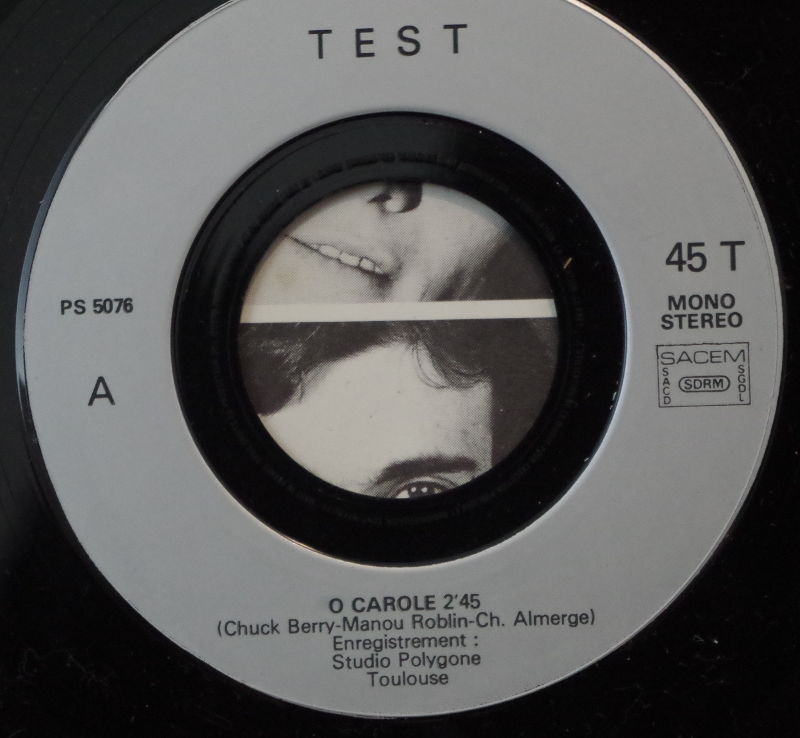 TEST
45 T
PS 5076
MONO
STEREO
A
SACEM
SACD
SDRM
SGDL
O CAROLE 2'45
(Chuck Berry-Manou Roblin-Ch. Almerge)
Enregistrement :
Studio Polygone
Toulouse